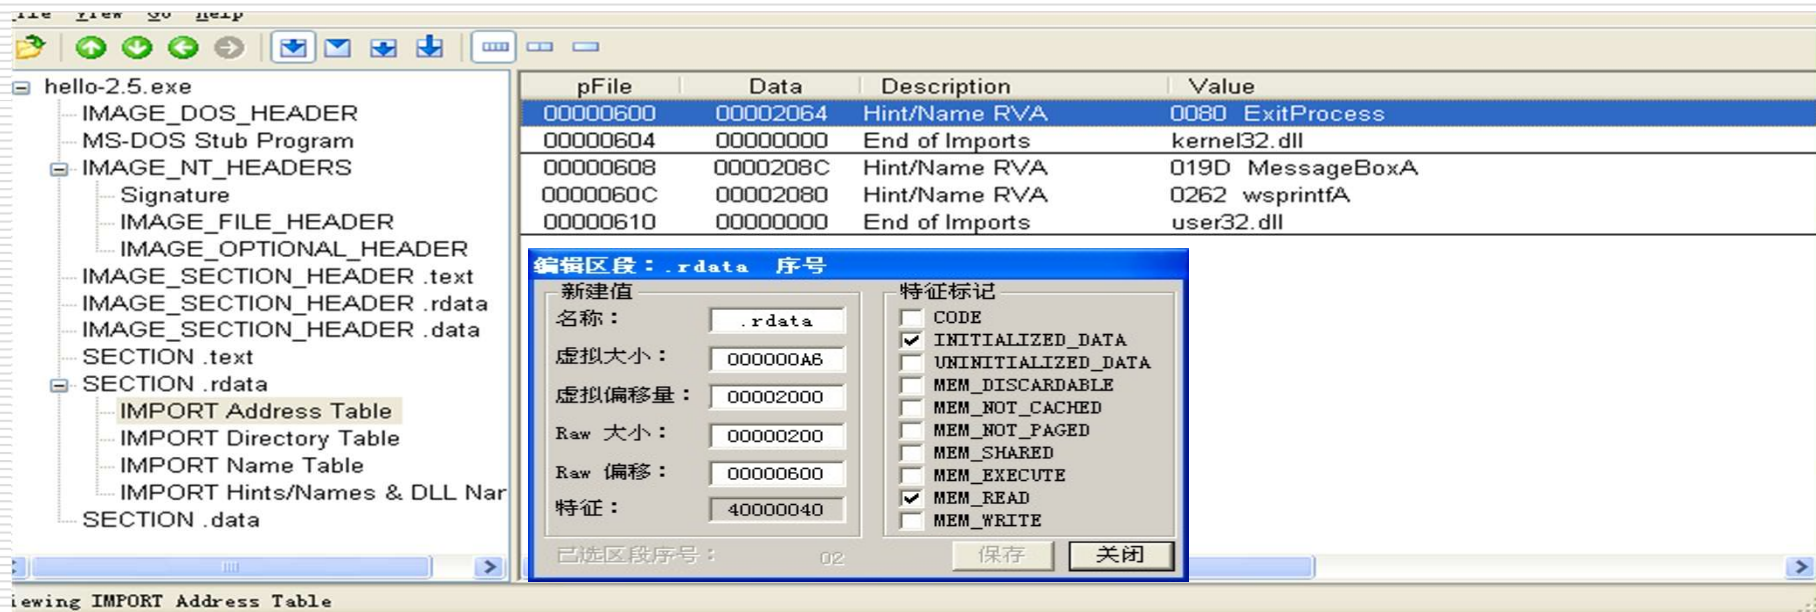 File View Go Help
hello-2.5.exe
IMAGE_DOS_HEADER
MS-DOS Stub Program
IMAGE_NT_HEADERS
Signature
IMAGE_FILE_HEADER
IMAGE_OPTIONAL_HEADER
IMAGE_SECTION_HEADER .text
IMAGE_SECTION_HEADER .rdata
IMAGE_SECTION_HEADER .data
SECTION .text
SECTION .rdata
IMPORT Address Table
IMPORT Directory Table
IMPORT Name Table
IMPORT Hints/Names & DLL Nar
SECTION .data
pFile Data Description Value
00000600 00002064 Hint/Name RVA 0080 ExitProcess
00000604 00000000 End of Imports kernel32.dll
00000608 0000208C Hint/Name RVA 019D MessageBoxA
0000060C 00002080 Hint/Name RVA 0262 wsprintfA
00000610 00000000 End of Imports user32.dll
编辑区段：.rdata 序号
新建值
名称： .rdata
虚拟大小： 000000A6
虚拟偏移量： 00002000
Raw 大小： 00000200
Raw 偏移： 00000600
特征： 40000040
特征标记
CODE
INITIALIZED_DATA
UNINITIALIZED_DATA
MEM_DISCARDABLE
MEM_NOT_CACHED
MEM_NOT_PAGED
MEM_SHARED
MEM_EXECUTE
MEM_READ
MEM_WRITE
已选区段序号： 02
保存 关闭
iewing IMPORT Address Table